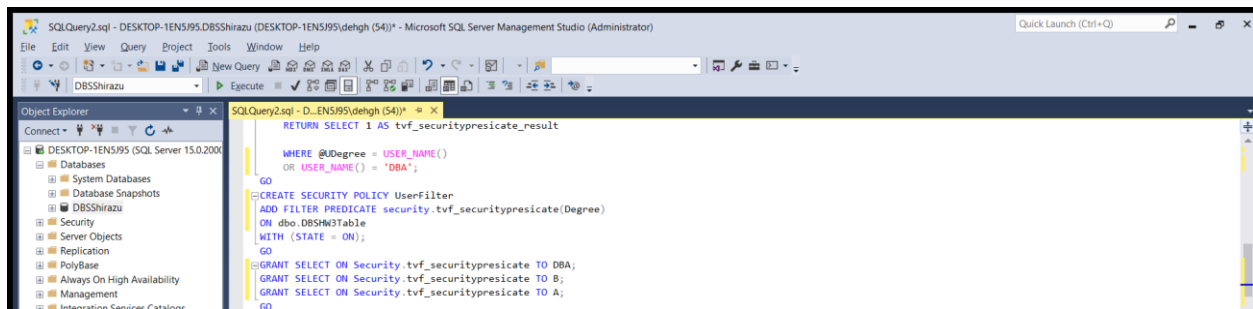 SQLQuery2.sql - DESKTOP-1EN5J95.DBSShirazu (DESKTOP-1EN5J95\dehgh (54))* - Microsoft SQL Server Management Studio (Administrator)
Quick Launch (Ctrl+Q)
File Edit View Query Project Tools Window Help
New Query
DBSShirazu
Execute
Object Explorer
SQLQuery2.sql - D...EN5J95\dehgh (54))*
Connect
DESKTOP-1EN5J95 (SQL Server 15.0.2000
Databases
System Databases
Database Snapshots
DBSShirazu
Security
Server Objects
Replication
PolyBase
Always On High Availability
Management
Integration Services Catalogs
RETURN SELECT 1 AS tvf_securitypresicate_result
WHERE @UDegree = USER_NAME()
OR USER_NAME() = 'DBA';
GO
CREATE SECURITY POLICY UserFilter
ADD FILTER PREDICATE security.tvf_securitypresicate(Degree)
ON dbo.DBSHW3Table
WITH (STATE = ON);
GO
GRANT SELECT ON Security.tvf_securitypresicate TO DBA;
GRANT SELECT ON Security.tvf_securitypresicate TO B;
GRANT SELECT ON Security.tvf_securitypresicate TO A;
GO